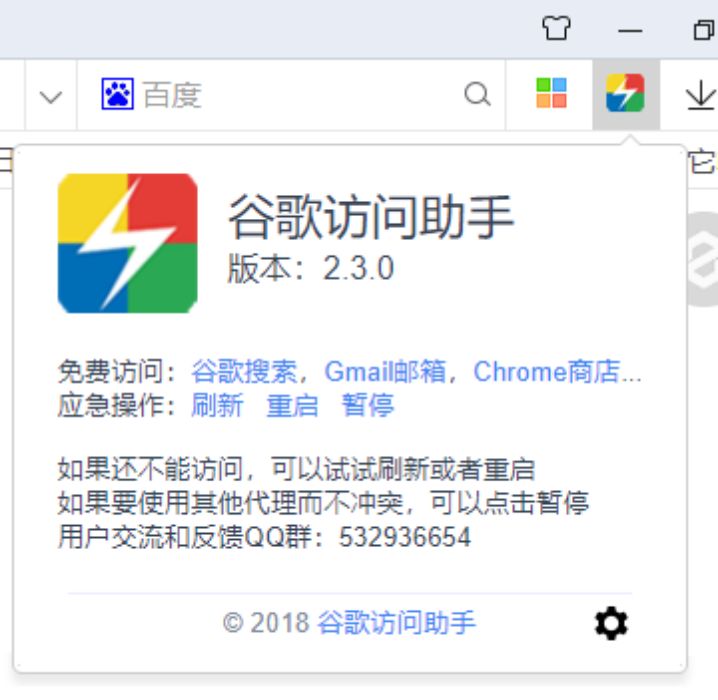 百度
它
谷歌访问助手
版本：2.3.0
免费访问：谷歌搜索，Gmail邮箱，Chrome商店...
应急操作：刷新 重启 暂停
如果还不能访问，可以试试刷新或者重启
如果要使用其他代理而不冲突，可以点击暂停
用户交流和反馈QQ群：532936654
© 2018 谷歌访问助手